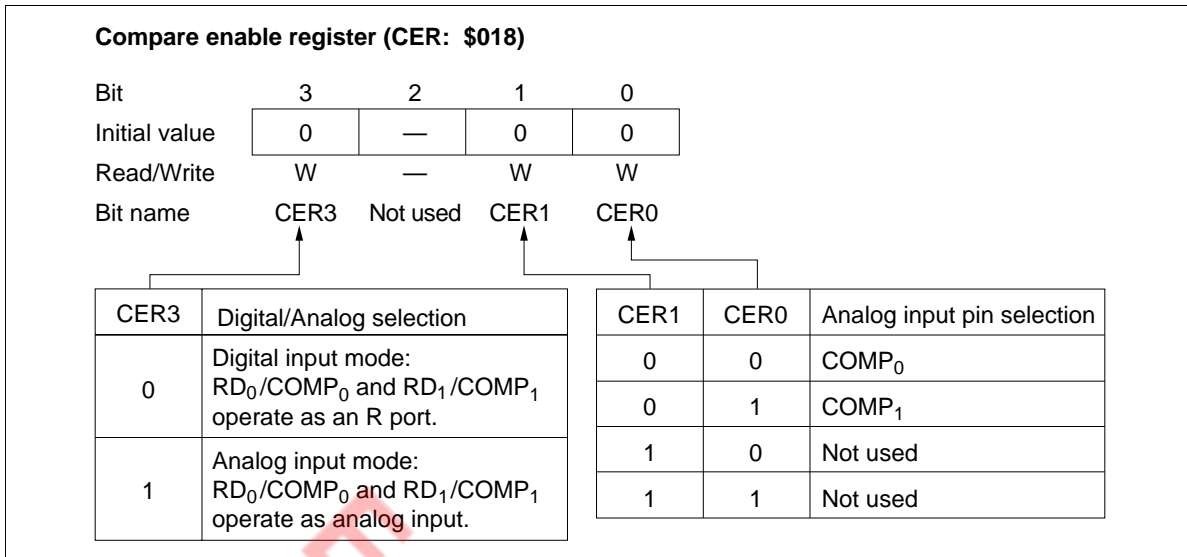 Compare enable register (CER: $018)
Bit 3 2 1 0
Initial value 0 — 0 0
Read/Write W — W W
Bit name CER3 Not used CER1 CER0
CER3 Digital/Analog selection
0 Digital input mode:
RD0/COMP0 and RD1/COMP1
operate as an R port.
1 Analog input mode:
RD0/COMP0 and RD1/COMP1
operate as analog input.
CER1 CER0 Analog input pin selection
0 0 COMP0
0 1 COMP1
1 0 Not used
1 1 Not used